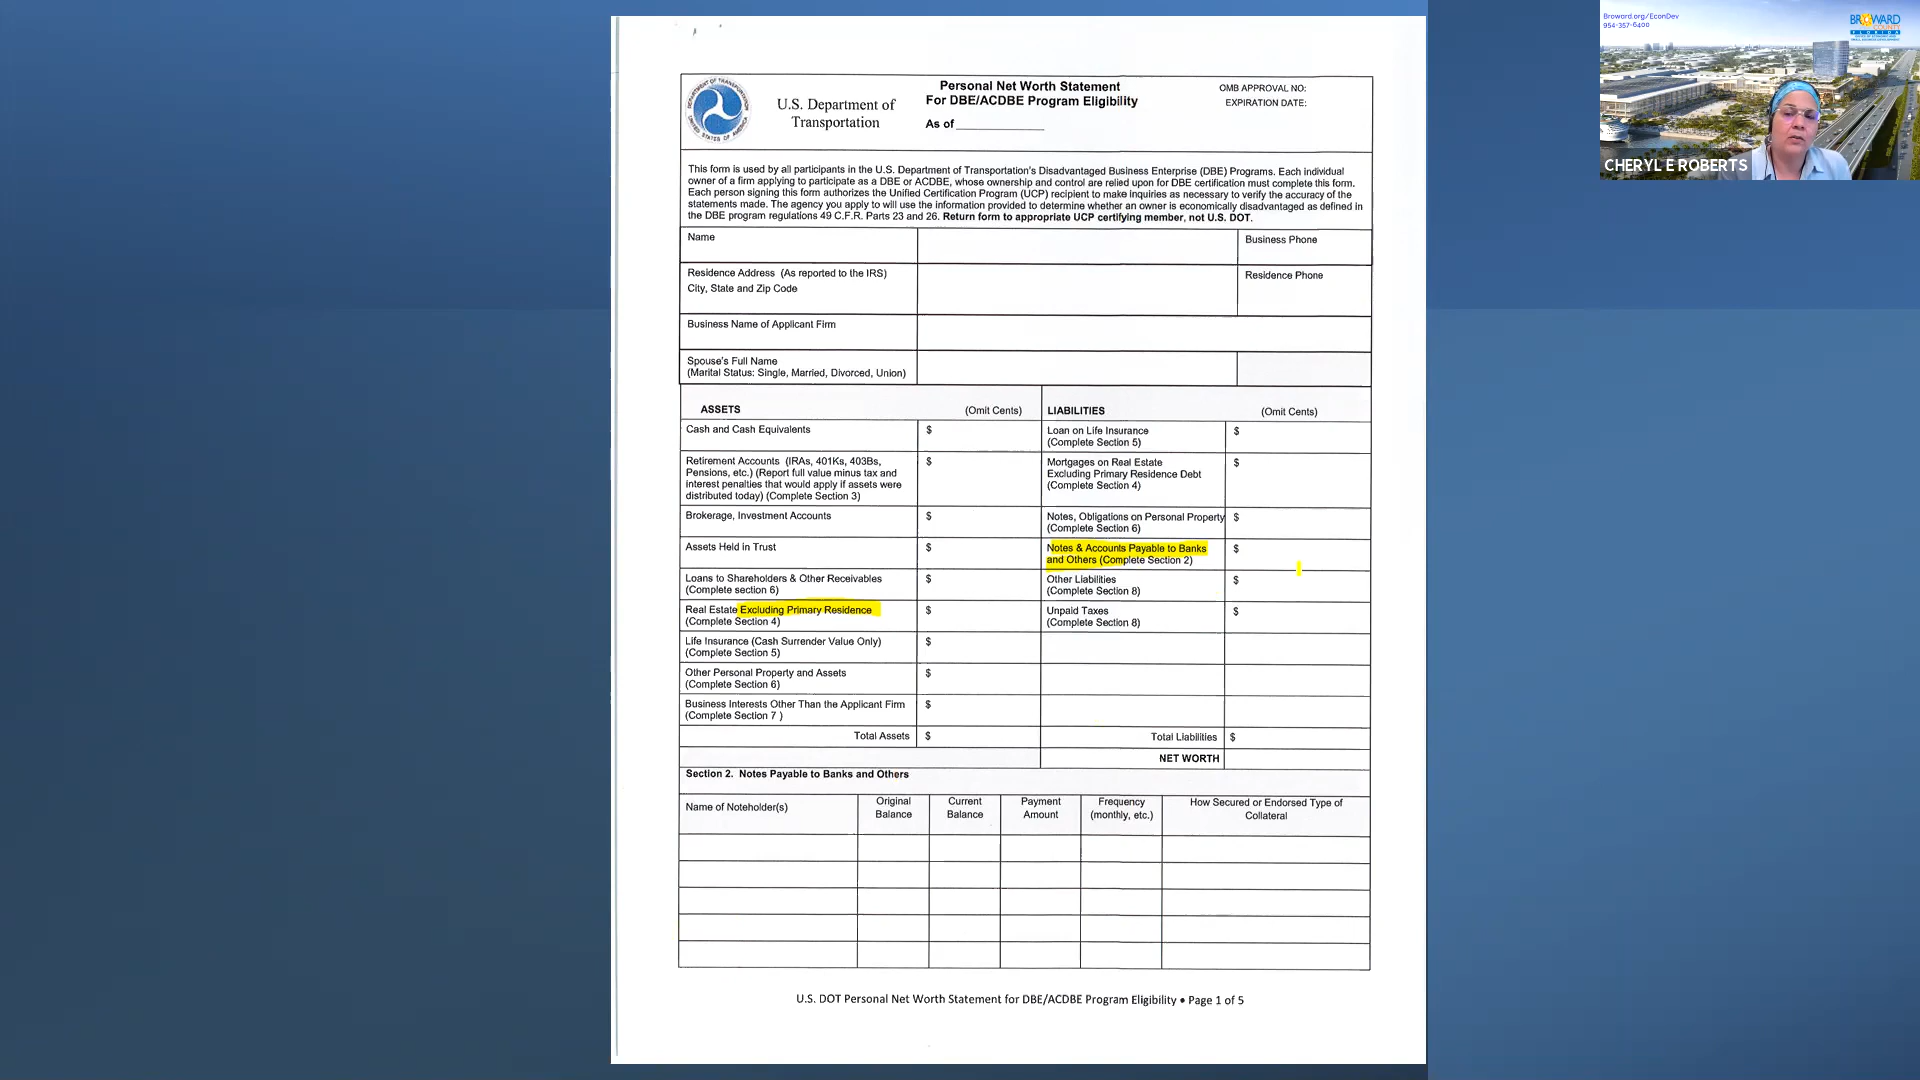 Personal Net Worth Statement
For DBE/ACDBE Program Eligibility
As of
U.S. Department of
Transportation
OMB APPROVAL NO:
EXPIRATION DATE:
DEPARTMENT OF TRANSPORTATION
UNITED STATES OF AMERICA
This form is used by all participants in the U.S. Department of Transportation's Disadvantaged Business Enterprise (DBE) Programs. Each individual
owner of a firm applying to participate as a DBE or ACDBE, whose ownership and control are relied upon for DBE certification must complete this form.
Each person signing this form authorizes the Unified Certification Program (UCP) recipient to make inquiries as necessary to verify the accuracy of the
statements made. The agency you apply to will use the information provided to determine whether an owner is economically disadvantaged as defined in
the DBE program regulations 49 C.F.R. Parts 23 and 26. Return form to appropriate UCP certifying member, not U.S. DOT.
Name
Business Phone
Residence Address (As reported to the IRS)
City, State and Zip Code
Residence Phone
Business Name of Applicant Firm
Spouse's Full Name
(Marital Status: Single, Married, Divorced, Union)
ASSETS (Omit Cents)
LIABILITIES (Omit Cents)
Cash and Cash Equivalents $
Loan on Life Insurance $
(Complete Section 5)
Retirement Accounts (IRAs, 401Ks, 403Bs, $
Pensions, etc.) (Report full value minus tax and
interest penalties that would apply if assets were
distributed today) (Complete Section 3)
Mortgages on Real Estate $
Excluding Primary Residence Debt
(Complete Section 4)
Brokerage, Investment Accounts $
Notes, Obligations on Personal Property $
(Complete Section 6)
Assets Held in Trust $
Notes & Accounts Payable to Banks $
and Others (Complete Section 2)
Loans to Shareholders & Other Receivables $
(Complete section 6)
Other Liabilities $
(Complete Section 8)
Real Estate Excluding Primary Residence $
(Complete Section 4)
Unpaid Taxes $
(Complete Section 8)
Life Insurance (Cash Surrender Value Only) $
(Complete Section 5)
Other Personal Property and Assets $
(Complete Section 6)
Business Interests Other Than the Applicant Firm $
(Complete Section 7 )
Total Assets $
Total Liabilities $
NET WORTH
Section 2. Notes Payable to Banks and Others
Name of Noteholder(s)
Original
Balance
Current
Balance
Payment
Amount
Frequency
(monthly, etc.)
How Secured or Endorsed Type of
Collateral
U.S. DOT Personal Net Worth Statement for DBE/ACDBE Program Eligibility • Page 1 of 5
Broward.org/EconDev
954-357-6400
BROWARD
COUNTY
FLORIDA
CHERYL E ROBERTS